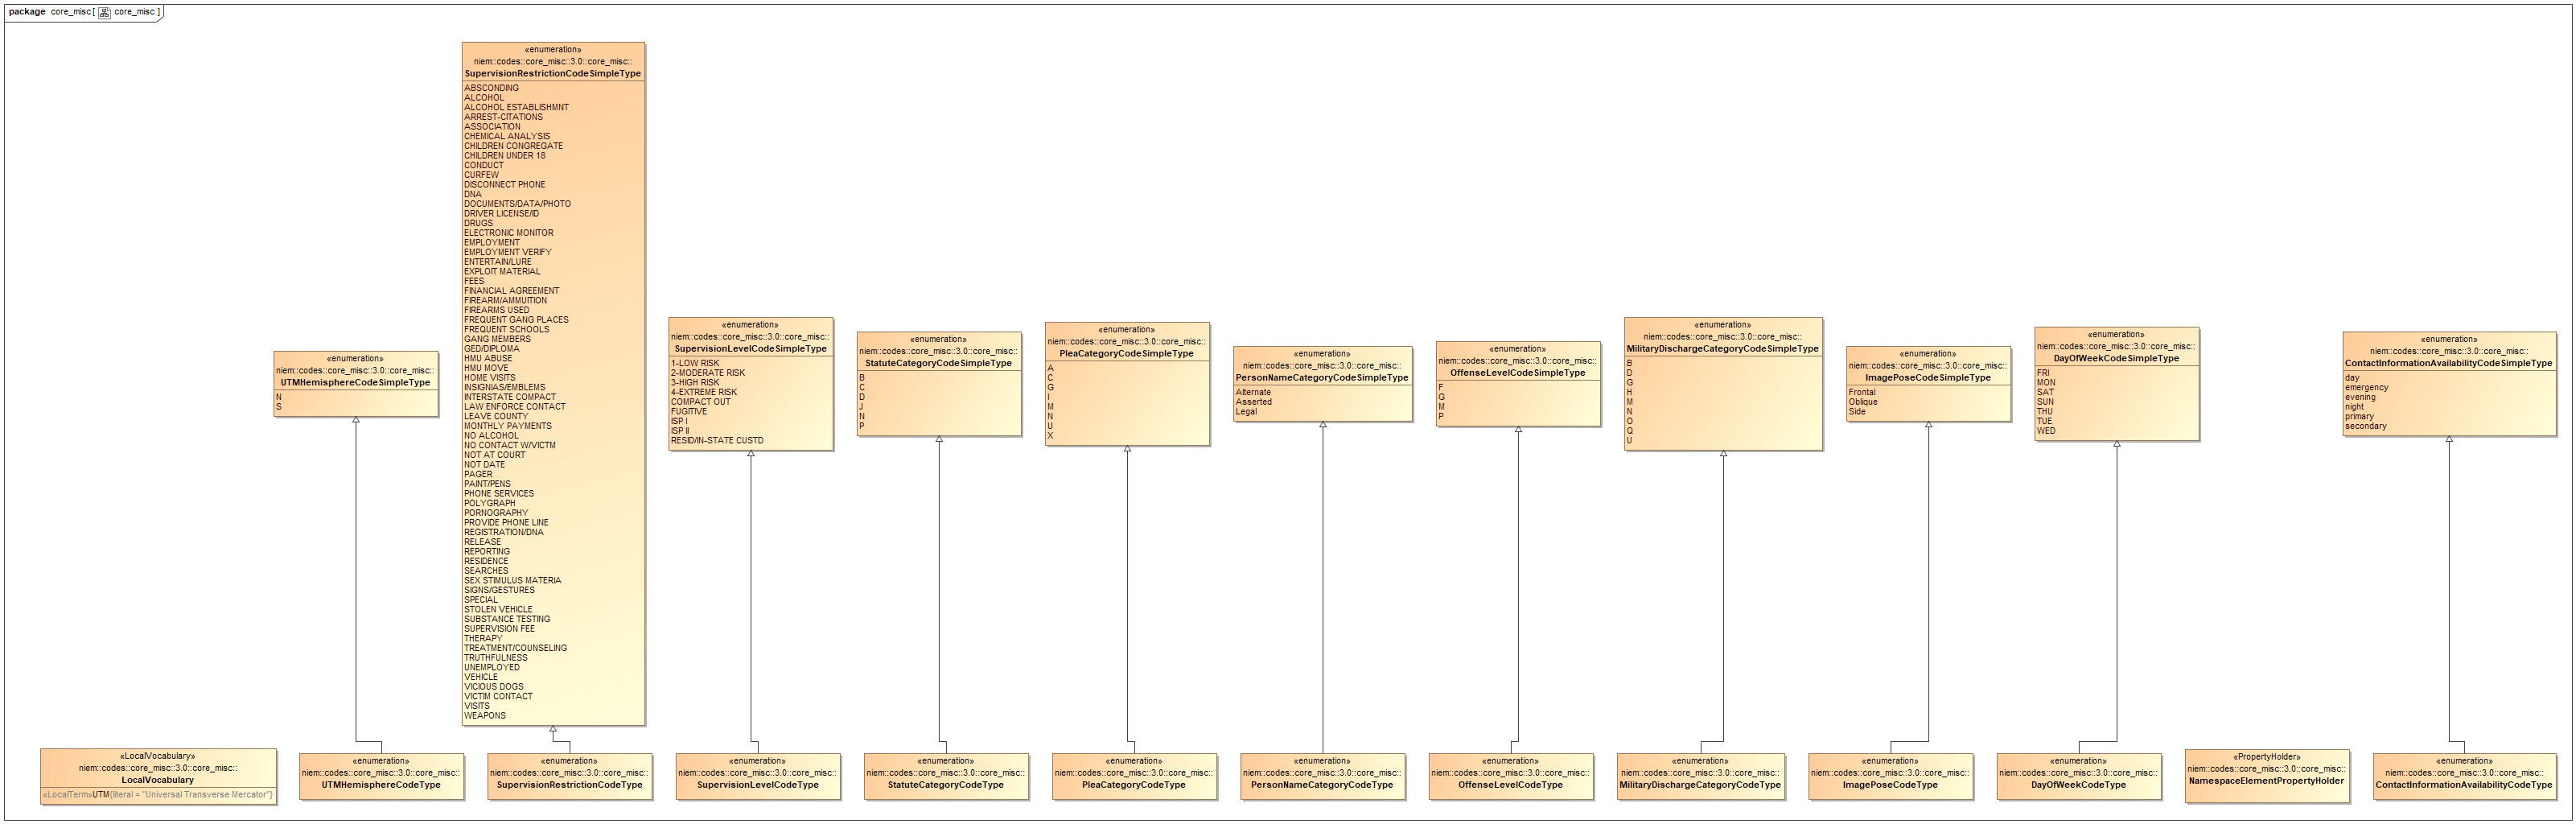 package core_misc [ core_misc ]
«enumeration»
niem::codes::core_misc::3.0::core_misc::
SupervisionRestrictionCodeSimpleType
ABSCONDING
ALCOHOL
ALCOHOL ESTABLISHMNT
ARREST-CITATIONS
ASSOCIATION
CHEMICAL ANALYSIS
CHILDREN CONGREGATE
CHILDREN UNDER 18
CONDUCT
CURFEW
DISCONNECT PHONE
DNA
DOCUMENTS/DATA/PHOTO
DRIVER LICENSE/ID
DRUGS
ELECTRONIC MONITOR
EMPLOYMENT
EMPLOYMENT VERIFY
ENTERTAIN/LURE
EXPLOIT MATERIAL
FEES
FINANCIAL AGREEMENT
FIREARM/AMMUITION
FIREARMS USED
FREQUENT GANG PLACES
FREQUENT SCHOOLS
GANG MEMBERS
GED/DIPLOMA
HMU ABUSE
HMU MOVE
HOME VISITS
INSIGNIAS/EMBLEMS
INTERSTATE COMPACT
LAW ENFORCE CONTACT
LEAVE COUNTY
MONTHLY PAYMENTS
NO ALCOHOL
NO CONTACT W/VICTM
NOT AT COURT
NOT DATE
PAGER
PAINT/PENS
PHONE SERVICES
POLYGRAPH
PORNOGRAPHY
PROVIDE PHONE LINE
REGISTRATION/DNA
RELEASE
REPORTING
RESIDENCE
SEARCHES
SEX STIMULUS MATERIA
SIGNS/GESTURES
SPECIAL
STOLEN VEHICLE
SUBSTANCE TESTING
SUPERVISION FEE
THERAPY
TREATMENT/COUNSELING
TRUTHFULNESS
UNEMPLOYED
VEHICLE
VICIOUS DOGS
VICTIM CONTACT
VISITS
WEAPONS
«enumeration»
niem::codes::core_misc::3.0::core_misc::
UTMHemisphereCodeSimpleType
N
S
«enumeration»
niem::codes::core_misc::3.0::core_misc::
SupervisionLevelCodeSimpleType
1-LOW RISK
2-MODERATE RISK
3-HIGH RISK
4-EXTREME RISK
COMPACT OUT
FUGITIVE
ISP I
ISP II
RESID/IN-STATE CUSTD
«enumeration»
niem::codes::core_misc::3.0::core_misc::
StatuteCategoryCodeSimpleType
B
C
D
J
N
P
«enumeration»
niem::codes::core_misc::3.0::core_misc::
PleaCategoryCodeSimpleType
A
C
G
I
M
N
U
X
«enumeration»
niem::codes::core_misc::3.0::core_misc::
PersonNameCategoryCodeSimpleType
Alternate
Asserted
Legal
«enumeration»
niem::codes::core_misc::3.0::core_misc::
OffenseLevelCodeSimpleType
F
G
M
P
«enumeration»
niem::codes::core_misc::3.0::core_misc::
MilitaryDischargeCategoryCodeSimpleType
B
D
G
H
M
N
O
Q
U
«enumeration»
niem::codes::core_misc::3.0::core_misc::
ImagePoseCodeSimpleType
Frontal
Oblique
Side
«enumeration»
niem::codes::core_misc::3.0::core_misc::
DayOfWeekCodeSimpleType
FRI
MON
SAT
SUN
THU
TUE
WED
«enumeration»
niem::codes::core_misc::3.0::core_misc::
ContactInformationAvailabilityCodeSimpleType
day
emergency
evening
night
primary
secondary
«LocalVocabulary»
niem::codes::core_misc::3.0::core_misc::
LocalVocabulary
«LocalTerm»UTM{literal = "Universal Transverse Mercator"}
«enumeration»
niem::codes::core_misc::3.0::core_misc::
UTMHemisphereCodeType
«enumeration»
niem::codes::core_misc::3.0::core_misc::
SupervisionRestrictionCodeType
«enumeration»
niem::codes::core_misc::3.0::core_misc::
SupervisionLevelCodeType
«enumeration»
niem::codes::core_misc::3.0::core_misc::
StatuteCategoryCodeType
«enumeration»
niem::codes::core_misc::3.0::core_misc::
PleaCategoryCodeType
«enumeration»
niem::codes::core_misc::3.0::core_misc::
PersonNameCategoryCodeType
«enumeration»
niem::codes::core_misc::3.0::core_misc::
OffenseLevelCodeType
«enumeration»
niem::codes::core_misc::3.0::core_misc::
MilitaryDischargeCategoryCodeType
«enumeration»
niem::codes::core_misc::3.0::core_misc::
ImagePoseCodeType
«enumeration»
niem::codes::core_misc::3.0::core_misc::
DayOfWeekCodeType
«PropertyHolder»
niem::codes::core_misc::3.0::core_misc::
NamespaceElementPropertyHolder
«enumeration»
niem::codes::core_misc::3.0::core_misc::
ContactInformationAvailabilityCodeType